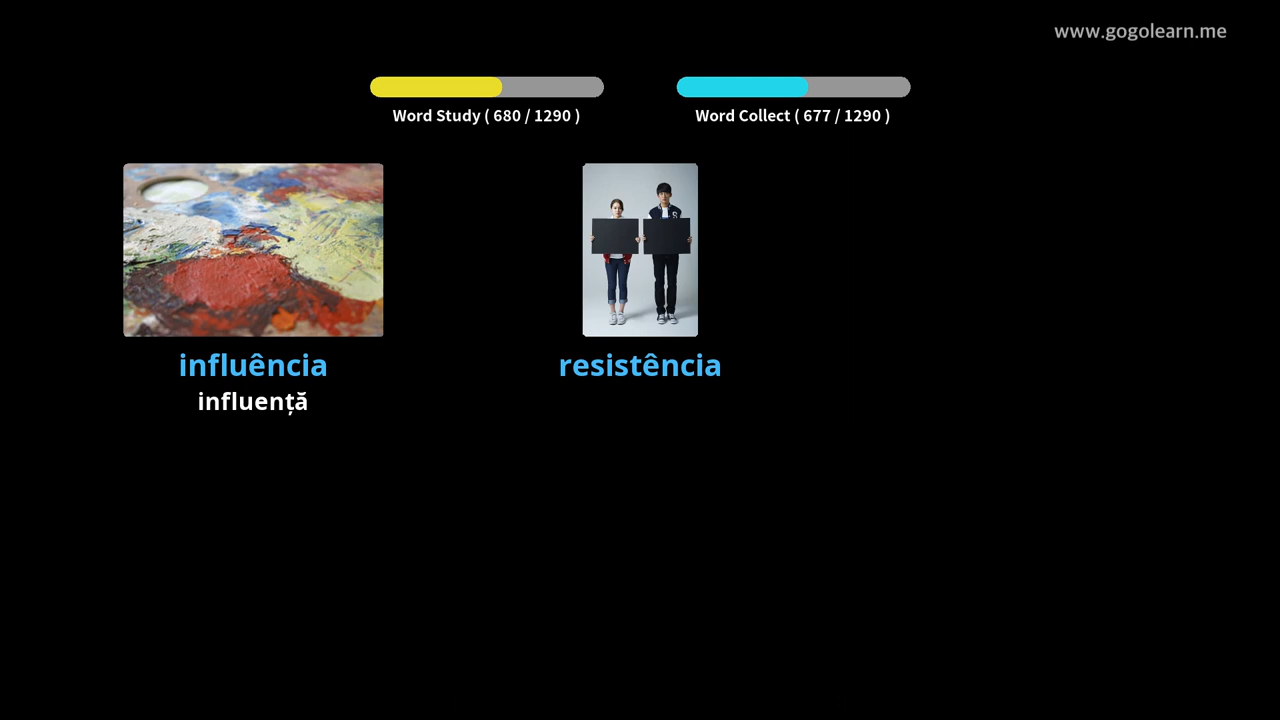 www.gogolearn.me
Word Study ( 680 / 1290 )
Word Collect ( 677 / 1290 )
influência
influență
resistência